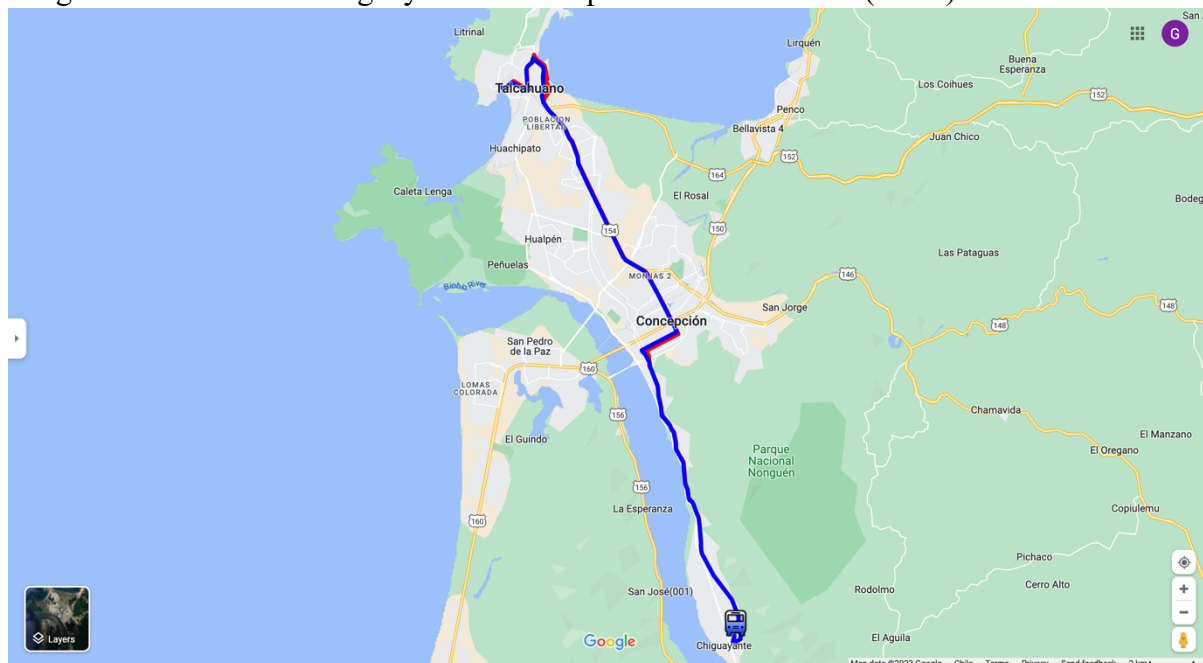 Litrinal
Lirquén
San
G
Buena
Esperanza
Talcahuano
Los Coihues
152
Penco
POBLACION
LIBERTAD
Bellavista 4
Juan Chico
Huachipato
152
164
Caleta Lenga
El Rosal
Bodeg
154
150
Hualpén
Las Pataguas
Peñuelas
MONJAS 2
146
Biobío River
148
San Jorge
Concepción
148
San Pedro
de la Paz
160
LOMAS
COLORADA
156
Chamavida
El Guindo
El Manzano
Parque
Nacional
Nonguén
El Oregano
156
La Esperanza
Copiulemu
160
Pichaco
San José(001)
Rodolmo
Cerro Alto
Layers
Google
Chiguayante
El Aguila